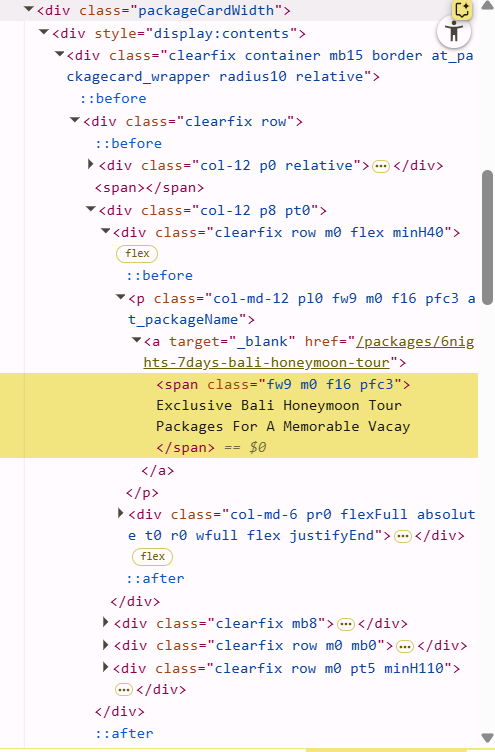 <div class="packageCardWidth">
<div style="display:contents">
<div class="clearfix container mb15 border at_pa
ckagecard_wrapper radius10 relative">
::before
<div class="clearfix row">
::before
<div class="col-12 p0 relative">⋯</div>
<span></span>
<div class="col-12 p8 pt0">
<div class="clearfix row m0 flex minH40">
flex
::before
<p class="col-md-12 pl0 fw9 m0 f16 pfc3 a
t_packageName">
<a target="_blank" href="/packages/6nig
hts-7days-bali-honeymoon-tour">
<span class="fw9 m0 f16 pfc3">
Exclusive Bali Honeymoon Tour
Packages For A Memorable Vacay
</span> == $0
</a>
</p>
<div class="col-md-6 pr0 flexFull absolut
e t0 r0 wfull flex justifyEnd">⋯</div>
flex
::after
</div>
<div class="clearfix mb8">⋯</div>
<div class="clearfix row m0 mb0">⋯</div>
<div class="clearfix row m0 pt5 minH110">
⋯</div>
</div>
::after